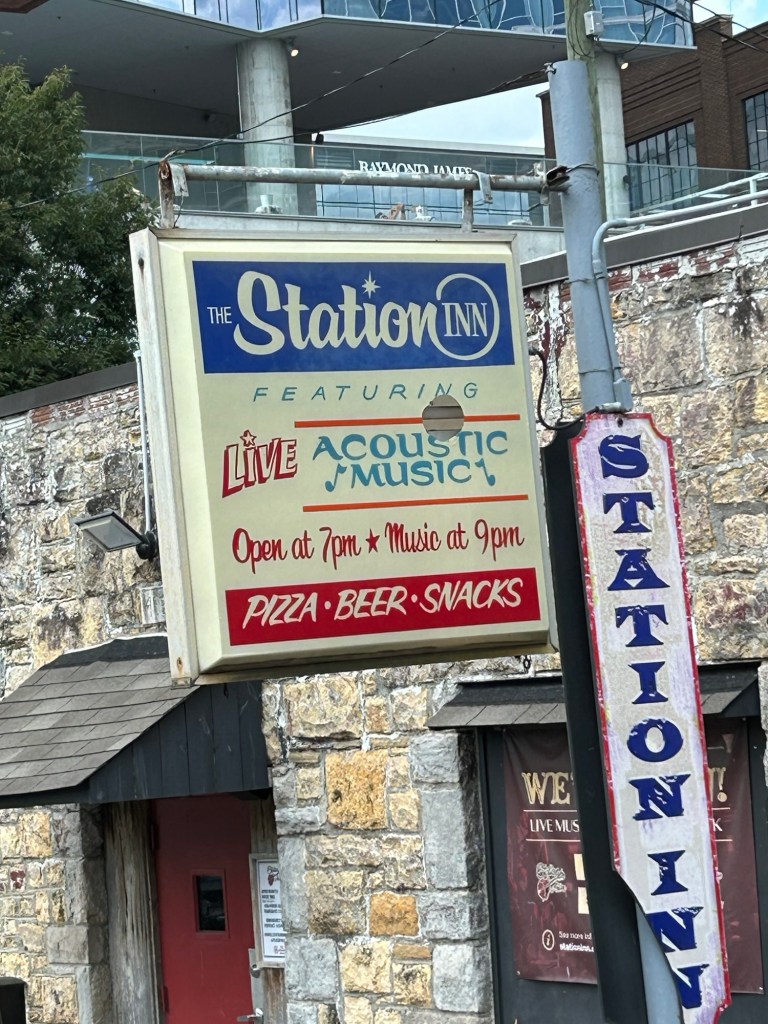 RAYMOND JAMES
THE Station INN
FEATURING
LIVE ACOUSTIC
MUSIC
Open at 7pm ★ Music at 9pm
PIZZA • BEER • SNACKS
STATION INN
WE'
LIVE MUS